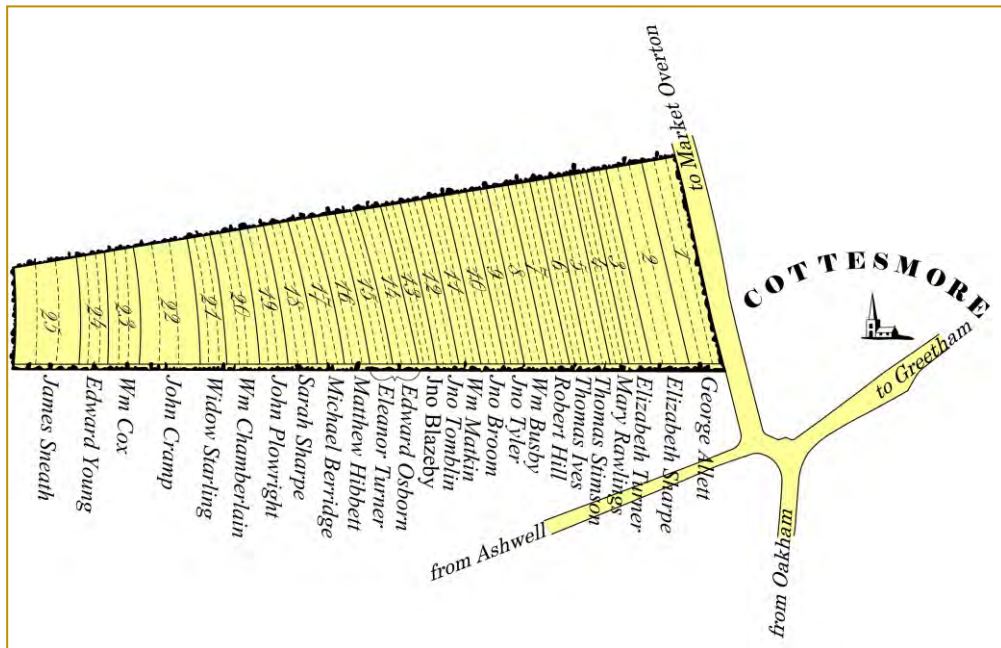 to Market Overton
COTTESMORE
to Greetham
from Oakham
from Ashwell
1
2
3
4
5
6
7
8
9
10
11
12
13
14
15
16
17
18
19
20
21
22
23
24
25
George Allett
Elizabeth Sharpe
Elizabeth Turner
Mary Rawlings
Thomas Simson
Thomas Ives
Robert Hill
Wm Busby
Jno Tyler
Jno Broom
Wm Makin
Jno Tomblin
Jno Blazeby
Edward Osborn
Eleanor Turner
Matthew Hibbett
Michael Berridge
Sarah Sharpe
John Plowright
Wm Chamberlain
Widow Starling
John Cramp
Wm Cox
Edward Young
James Sneath